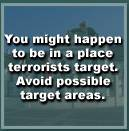 You might happen
to be in a place
terrorists target.
Avoid possible
target areas.